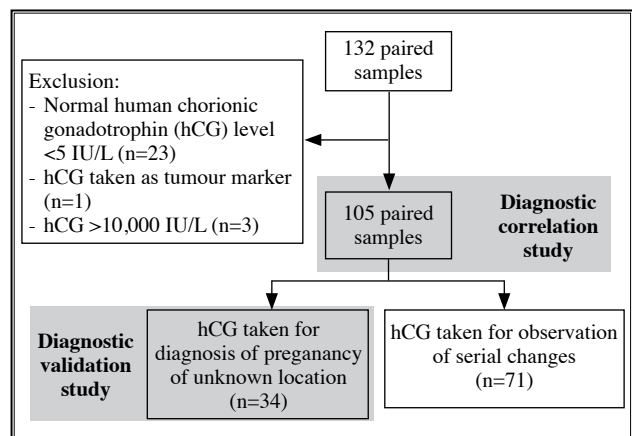 132 paired
samples
Exclusion:
- Normal human chorionic
gonadotrophin (hCG) level
<5 IU/L (n=23)
- hCG taken as tumour marker
(n=1)
- hCG >10,000 IU/L (n=3)
105 paired
samples
Diagnostic
correlation
study
Diagnostic
validation
study
hCG taken for
diagnosis of preganancy
of unknown location
(n=34)
hCG taken for observation
of serial changes
(n=71)